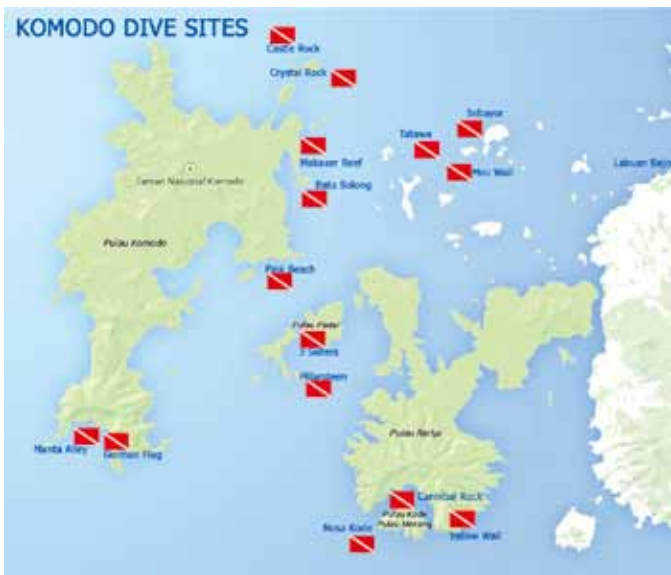 KOMODO DIVE SITES
Castle Rock
Crystal Rock
Sebayur
Tatawa
Makasar Reef
Mini Wall
Labuan Bajo
Taman Nasional Komodo
Batu Bolong
Pulau Komodo
Pink Beach
Pulau Padar
3 Sisters
Pillarsteen
Pulau Rinja
Manta Alley
German Flag
Cannibal Rock
Pulau Kode
Pulau Motang
Nusa Kode
Yellow Wall